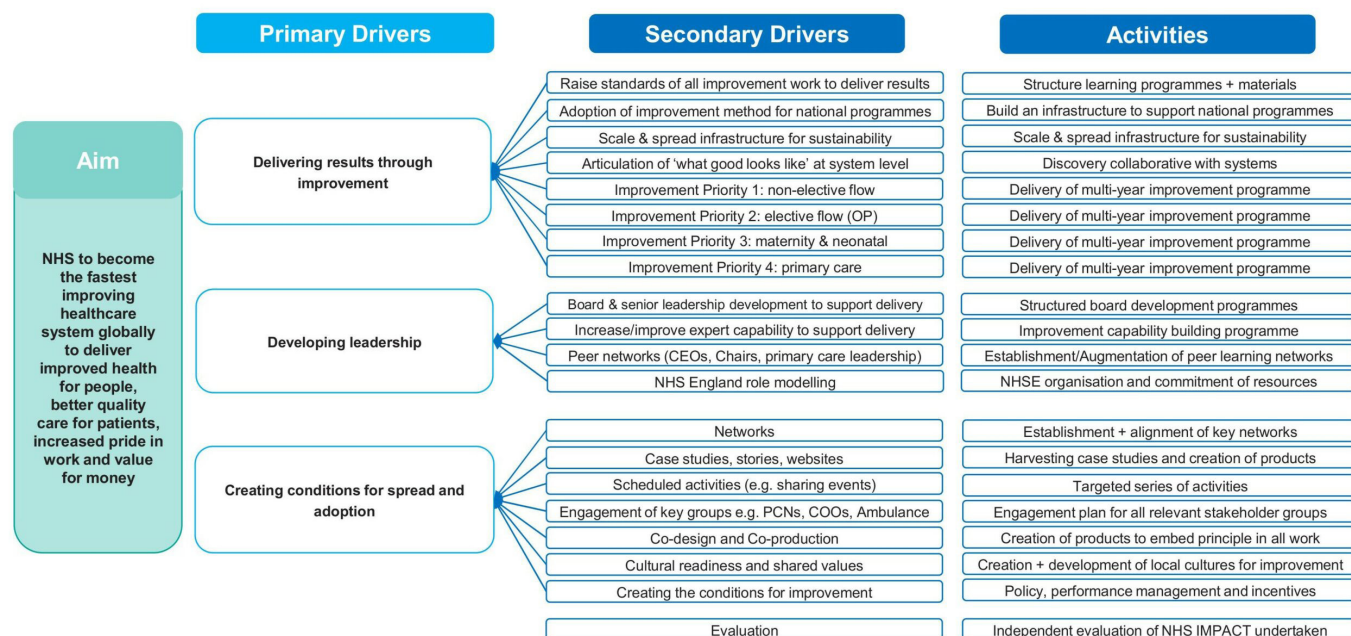 Primary Drivers
Secondary Drivers
Activities
Aim
NHS to become
the fastest
improving
healthcare
system globally
to deliver
improved health
for people,
better quality
care for patients,
increased pride in
work and value
for money
Delivering results through
improvement
Raise standards of all improvement work to deliver results
Structure learning programmes + materials
Adoption of improvement method for national programmes
Build an infrastructure to support national programmes
Scale & spread infrastructure for sustainability
Scale & spread infrastructure for sustainability
Articulation of ‘what good looks like’ at system level
Discovery collaborative with systems
Improvement Priority 1: non-elective flow
Delivery of multi-year improvement programme
Improvement Priority 2: elective flow (OP)
Delivery of multi-year improvement programme
Improvement Priority 3: maternity & neonatal
Delivery of multi-year improvement programme
Improvement Priority 4: primary care
Delivery of multi-year improvement programme
Developing leadership
Board & senior leadership development to support delivery
Structured board development programmes
Increase/improve expert capability to support delivery
Improvement capability building programme
Peer networks (CEOs, Chairs, primary care leadership)
Establishment/Augmentation of peer learning networks
NHS England role modelling
NHSE organisation and commitment of resources
Creating conditions for spread and
adoption
Networks
Establishment + alignment of key networks
Case studies, stories, websites
Harvesting case studies and creation of products
Scheduled activities (e.g. sharing events)
Targeted series of activities
Engagement of key groups e.g. PCNs, COOs, Ambulance
Engagement plan for all relevant stakeholder groups
Co-design and Co-production
Creation of products to embed principle in all work
Cultural readiness and shared values
Creation + development of local cultures for improvement
Creating the conditions for improvement
Policy, performance management and incentives
Evaluation
Independent evaluation of NHS IMPACT undertaken